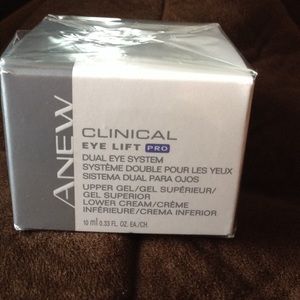 ANEW
CLINICAL
EYE LIFT PRO
DUAL EYE SYSTEM
SYSTÈME DOUBLE POUR LES YEUX
SISTEMA DUAL PARA OJOS
UPPER GEL/GEL SUPÉRIEUR/
GEL SUPERIOR
LOWER CREAM/CRÈME
INFÉRIEURE/CREMA INFERIOR
10 ml 0.33 FL. OZ. EA./CH.